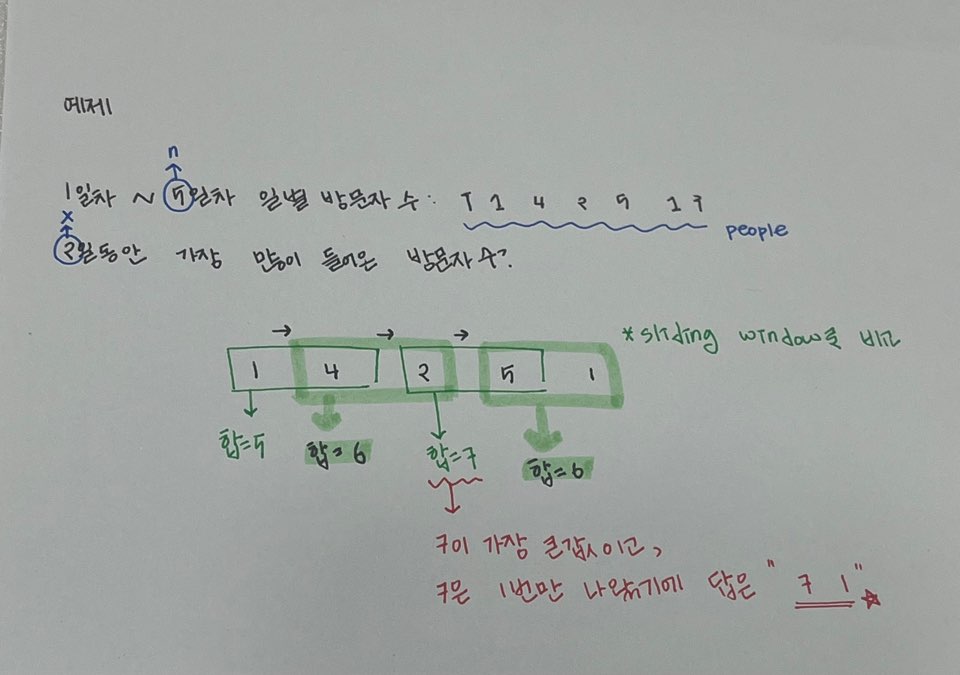 예제
n
1일차 ~ 5일차 일별 방문자 수: [ 1 4 2 5 1 ]
people
x
2일동안 가장 많이 들어온 방문자 수?
*sliding window로 비교
1 4 2 5 1
합=5 합=6 합=7 합=6
7이 가장 큰값이고,
7은 1번만 나왔기에 답은 " 7 1 "